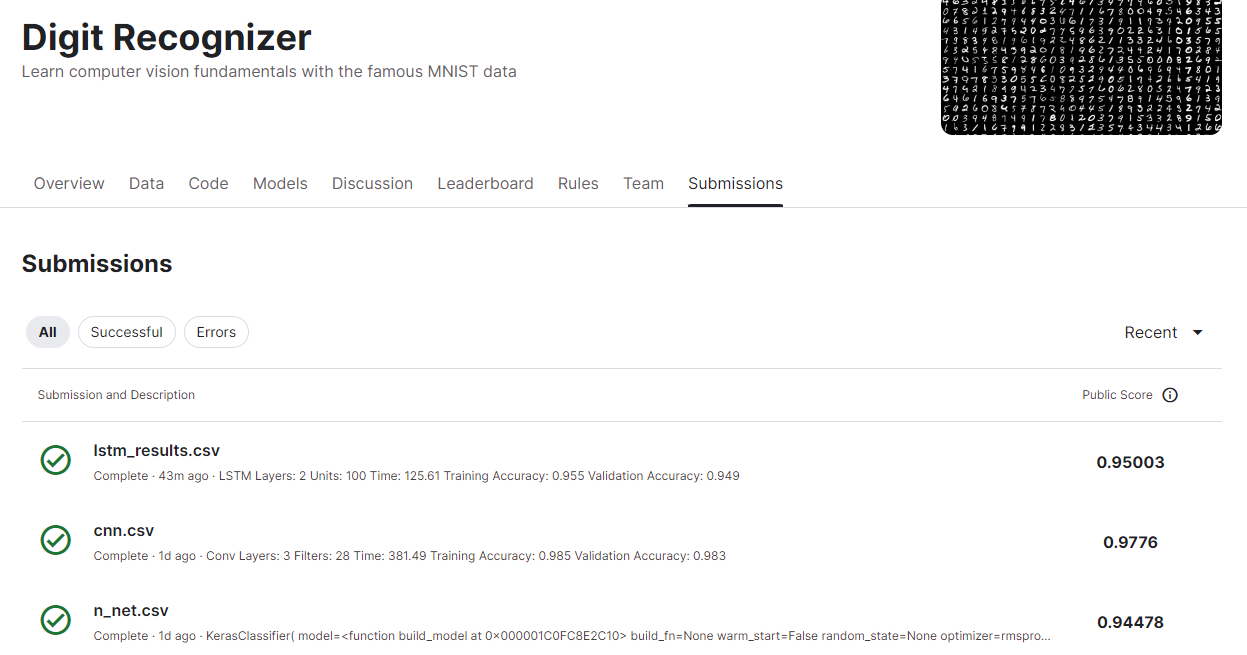 Digit Recognizer
Learn computer vision fundamentals with the famous MNIST data
Overview Data Code Models Discussion Leaderboard Rules Team Submissions
Submissions
All Successful Errors Recent
Submission and Description Public Score
lstm_results.csv
Complete · 43m ago · LSTM Layers: 2 Units: 100 Time: 125.61 Training Accuracy: 0.955 Validation Accuracy: 0.949
0.95003
cnn.csv
Complete · 1d ago · Conv Layers: 3 Filters: 28 Time: 381.49 Training Accuracy: 0.985 Validation Accuracy: 0.983
0.9776
n_net.csv
Complete · 1d ago · KerasClassifier( model=<function build_model at 0x000001C0FC8E2C10> build_fn=None warm_start=False random_state=None optimizer=rmspro...
0.94478